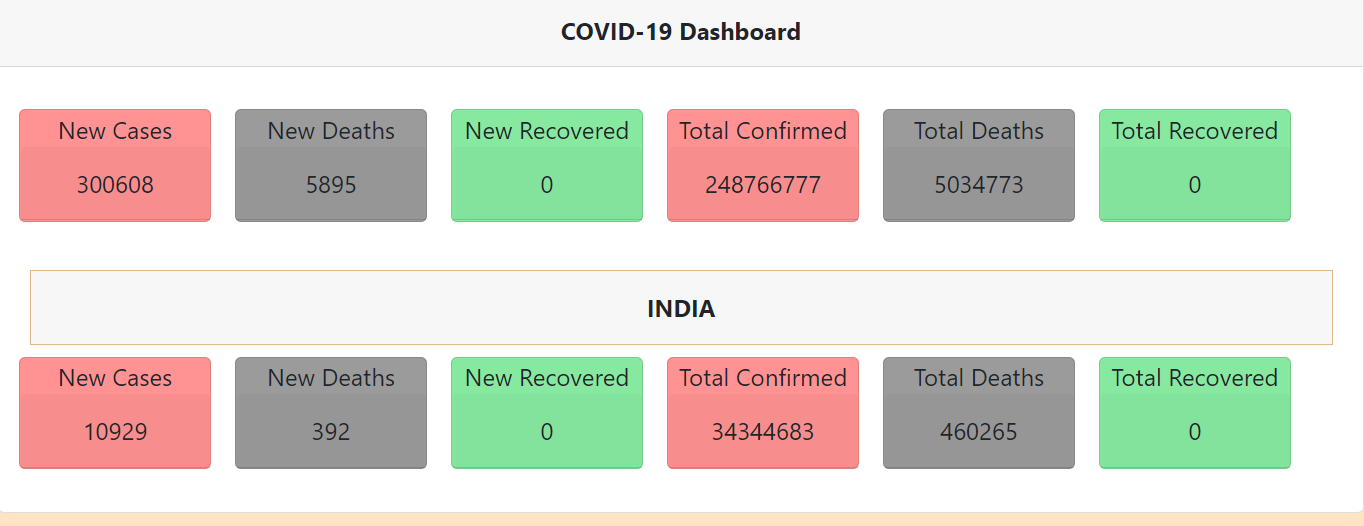 COVID-19 Dashboard
New Cases New Deaths New Recovered Total Confirmed Total Deaths Total Recovered
300608 5895 0 248766777 5034773 0
INDIA
New Cases New Deaths New Recovered Total Confirmed Total Deaths Total Recovered
10929 392 0 34344683 460265 0